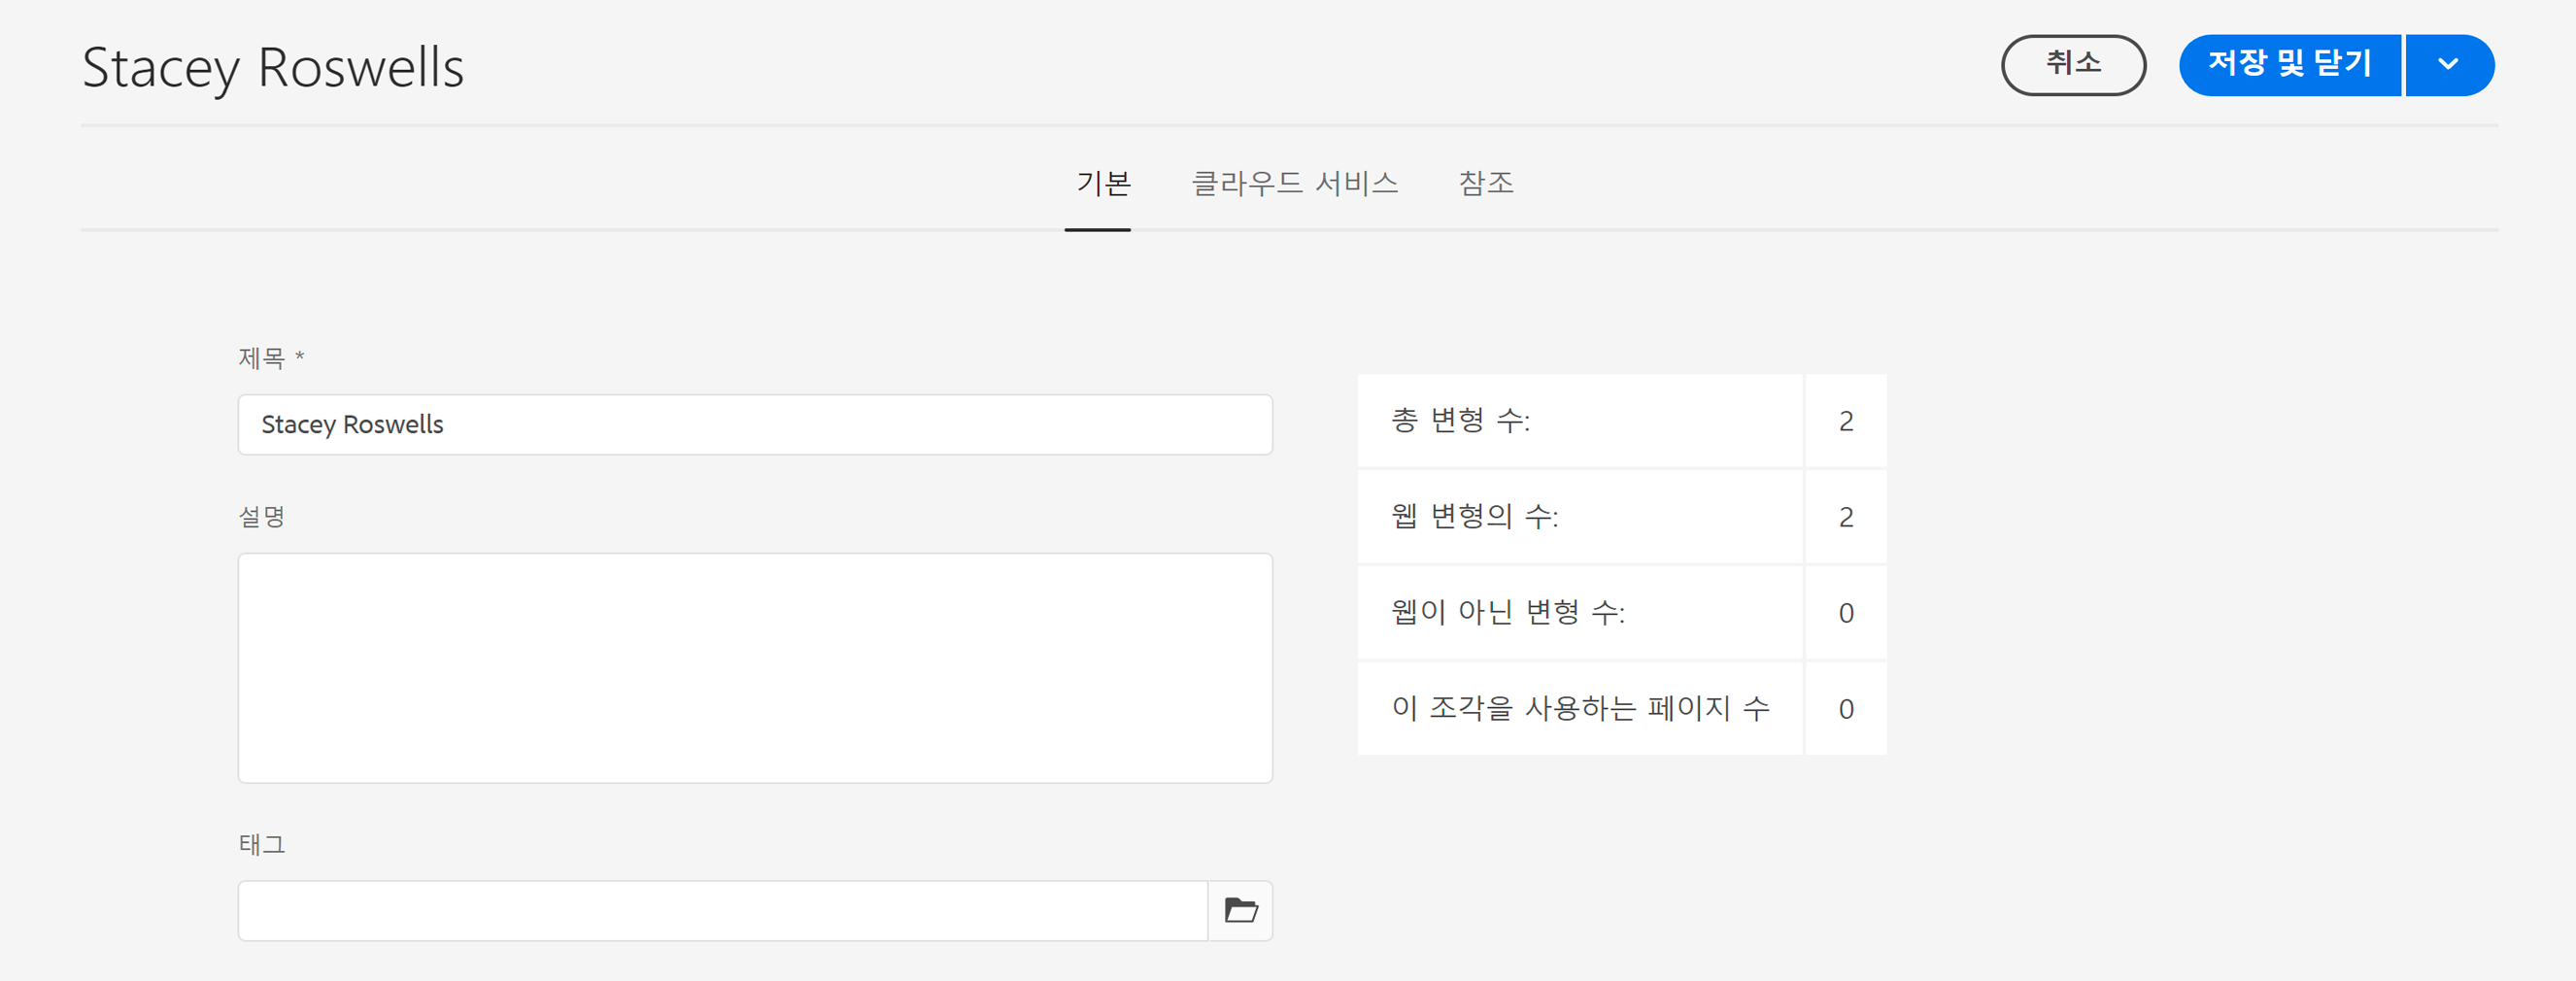 Stacey Roswells
취소
저장 및 닫기
기본 클라우드 서비스 참조
제목 *
Stacey Roswells
설명
태그
총 변형 수: 2
웹 변형의 수: 2
웹이 아닌 변형 수: 0
이 조각을 사용하는 페이지 수 0